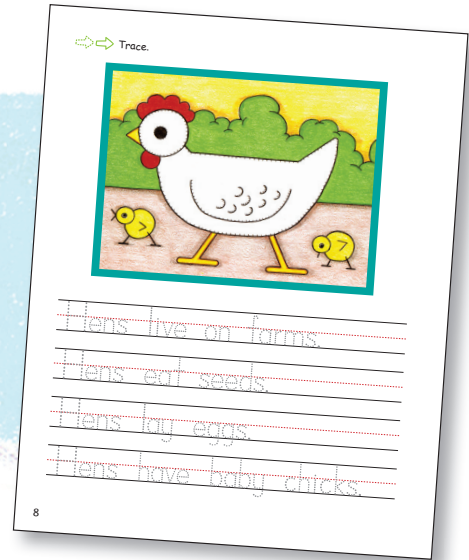 Trace.
Hens live on farms.
Hens eat seeds.
Hens lay eggs.
Hens have baby chicks.
8